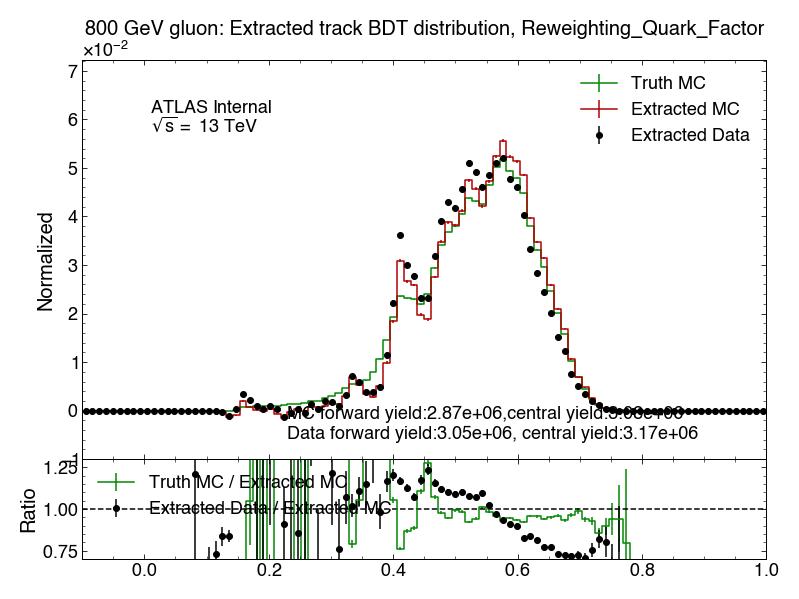 800 GeV gluon: Extracted track BDT distribution, Reweighting_Quark_Factor
×10⁻²
ATLAS Internal
√s = 13 TeV
Truth MC
Extracted MC
Extracted Data
Normalized
7
6
5
4
3
2
1
0
MC forward yield:2.87e+06,central yield:3.08e+06
Data forward yield:3.05e+06, central yield:3.17e+06
Ratio
1.25
1.00
0.75
Truth MC / Extracted MC
Extracted Data / Extracted MC
0.0 0.2 0.4 0.6 0.8 1.0